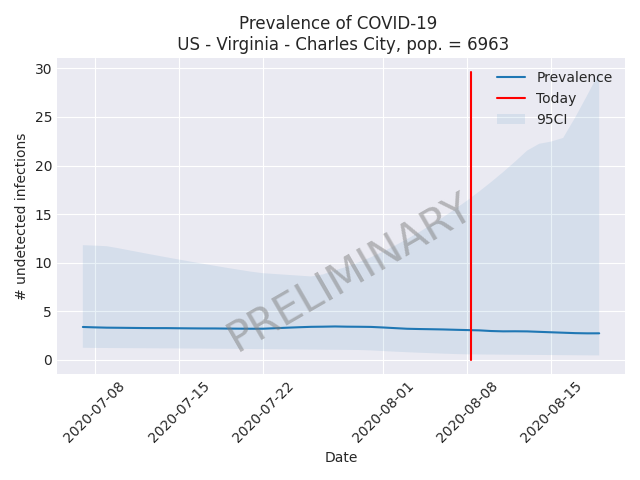 Prevalence of COVID-19
US - Virginia - Charles City, pop. = 6963
# undetected infections
30
25
20
15
10
5
0
Prevalence
Today
95CI
PRELIMINARY
2020-07-08
2020-07-15
2020-07-22
2020-08-01
2020-08-08
2020-08-15
Date